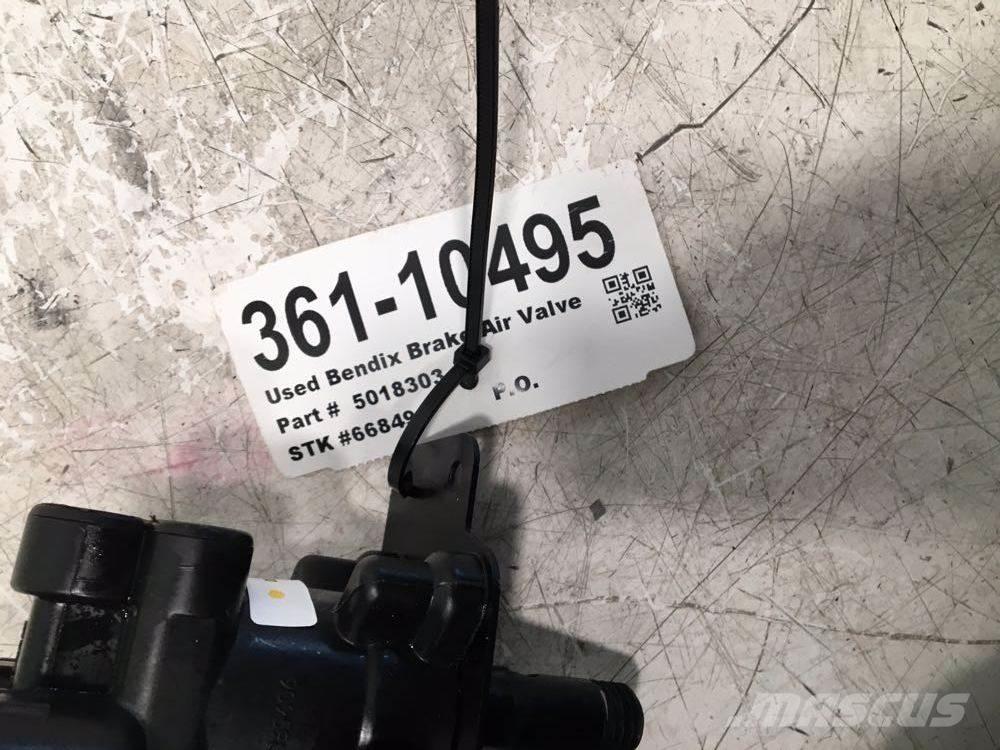 361-10495
Used Bendix Brake Air Valve
Part # 5018303
STK #66849
P.O.
MASCUS